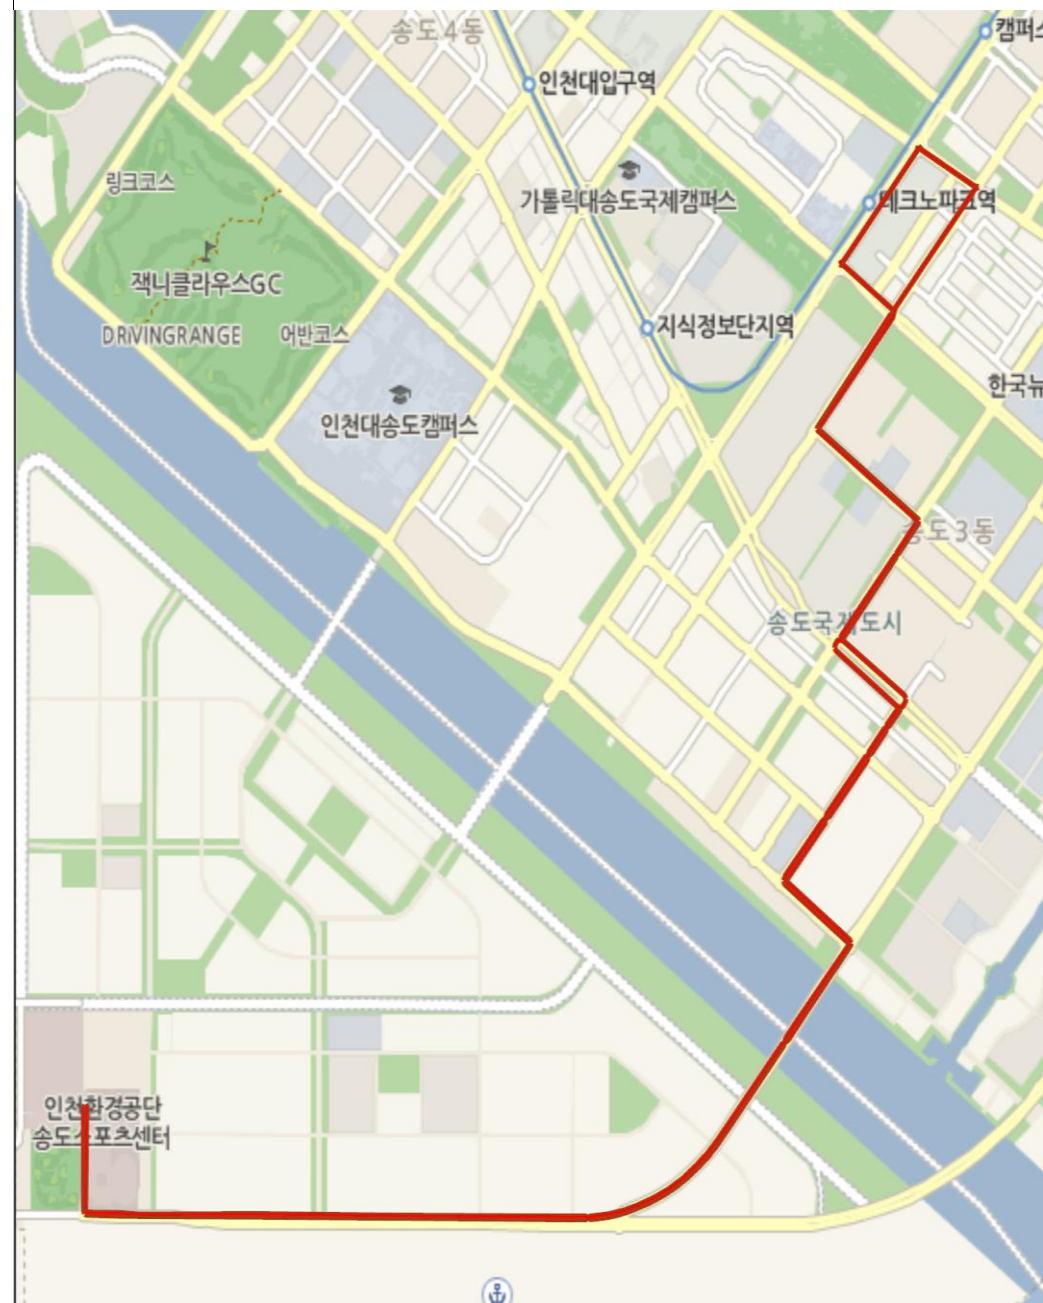 송도4동
캠퍼스
인천대입구역
링크코스
가톨릭대송도국제캠퍼스
테크노파크역
잭니클라우스GC
DRIVINGRANGE
어반코스
지식정보단지역
한국뉴
인천대송도캠퍼스
송도3동
송도국제도시
인천환경공단
송도스포츠센터